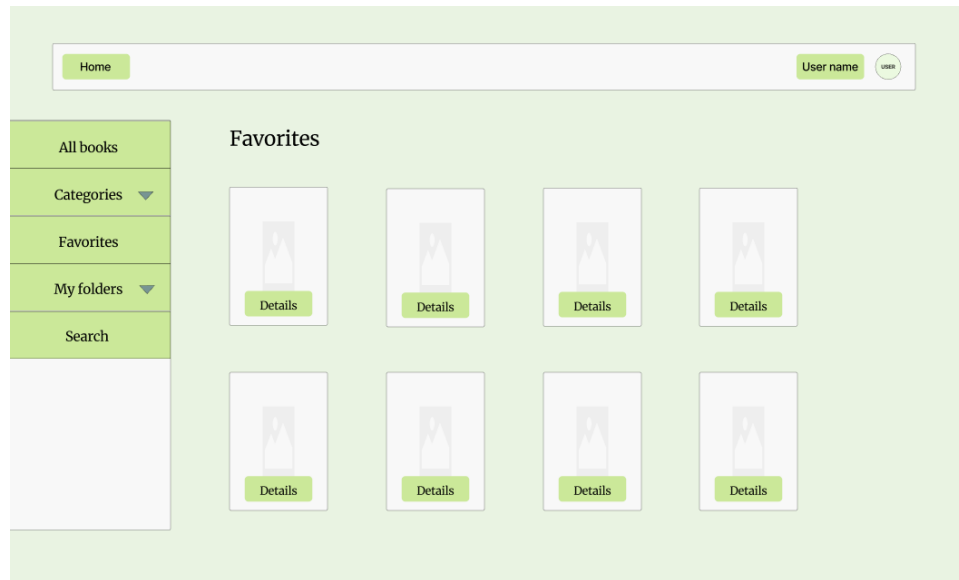 Home
User name
USER
All books
Categories
Favorites
My folders
Search
Favorites
Details
Details
Details
Details
Details
Details
Details
Details